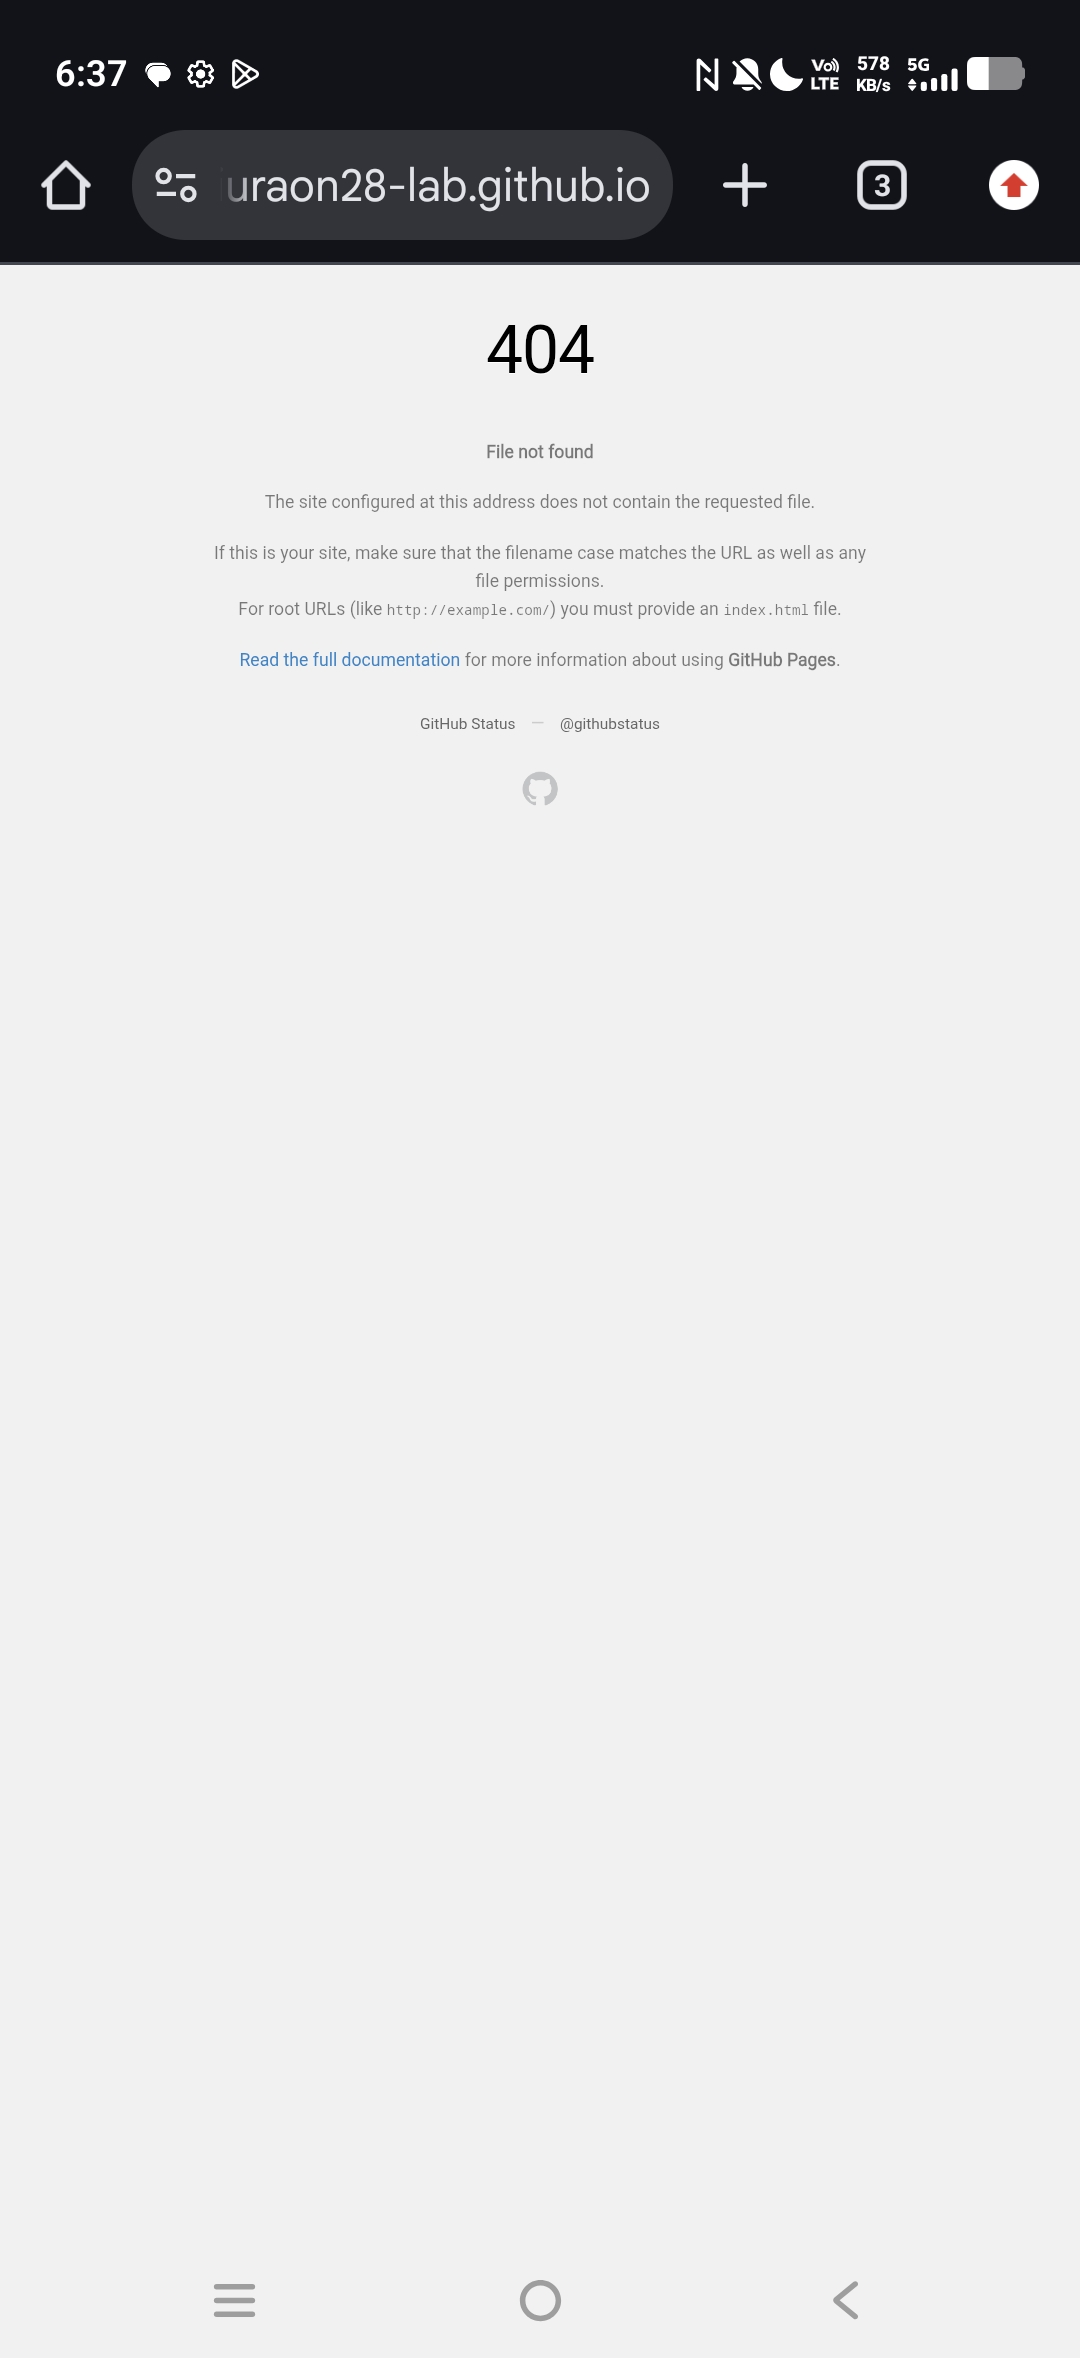 6:37
Vo) LTE
578 KB/s
5G
uraon28-lab.github.io
3
404
File not found
The site configured at this address does not contain the requested file.
If this is your site, make sure that the filename case matches the URL as well as any
file permissions.
For root URLs (like http://example.com/) you must provide an index.html file.
Read the full documentation for more information about using GitHub Pages.
GitHub Status — @githubstatus